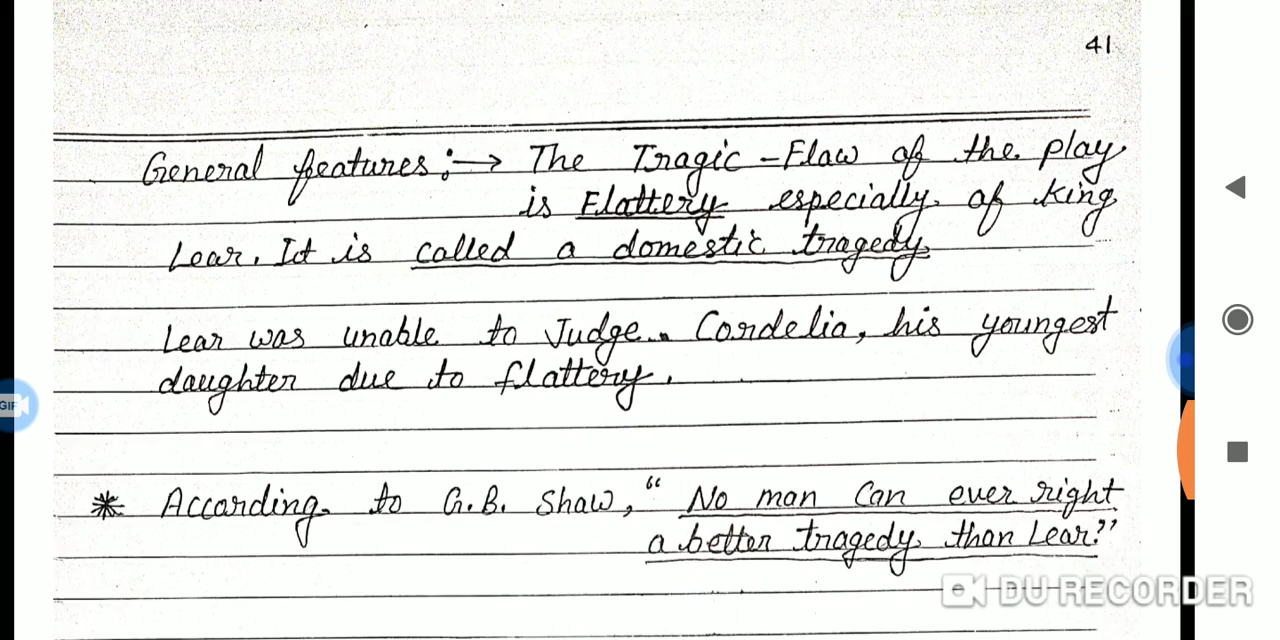 41
General features:→ The Tragic-Flaw of the play
is Flattery especially of King
Lear. It is called a domestic tragedy
Lear was unable to Judge Cordelia, his youngest
daughter due to flattery.
* According to G.B. Shaw, "No man can ever right
a better tragedy than Lear."
GIF
DU RECORDER